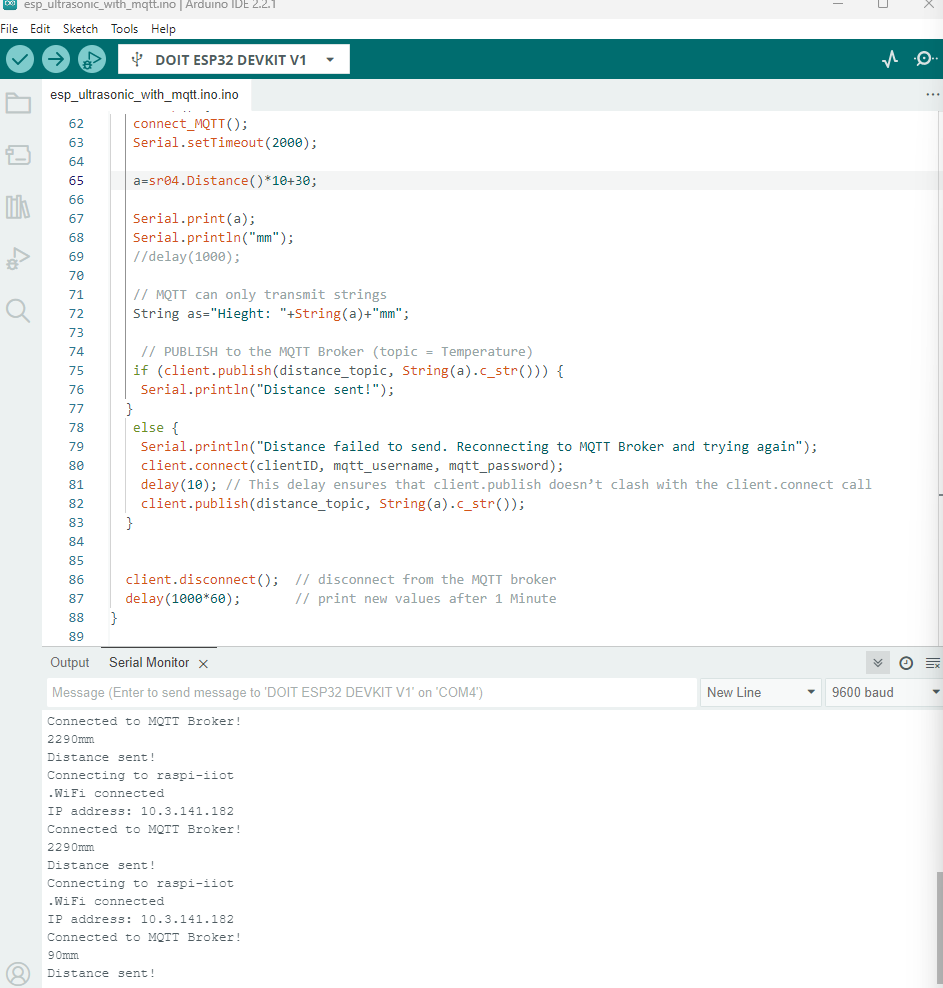 esp_ultrasonic_with_mqtt.ino | Arduino IDE 2.2.1
File Edit Sketch Tools Help
DOIT ESP32 DEVKIT V1
esp_ultrasonic_with_mqtt.ino.ino
62 connect_MQTT();
63 Serial.setTimeout(2000);
64
65 a=sr04.Distance()*10+30;
66
67 Serial.print(a);
68 Serial.println("mm");
69 //delay(1000);
70
71 // MQTT can only transmit strings
72 String as="Hieght: "+String(a)+"mm";
73
74 // PUBLISH to the MQTT Broker (topic = Temperature)
75 if (client.publish(distance_topic, String(a).c_str())) {
76 Serial.println("Distance sent!");
77 }
78 else {
79 Serial.println("Distance failed to send. Reconnecting to MQTT Broker and trying again");
80 client.connect(clientID, mqtt_username, mqtt_password);
81 delay(10); // This delay ensures that client.publish doesn’t clash with the client.connect call
82 client.publish(distance_topic, String(a).c_str());
83 }
84
85
86 client.disconnect(); // disconnect from the MQTT broker
87 delay(1000*60); // print new values after 1 Minute
88 }
89
Output Serial Monitor
Message (Enter to send message to 'DOIT ESP32 DEVKIT V1' on 'COM4') New Line 9600 baud
Connected to MQTT Broker!
2290mm
Distance sent!
Connecting to raspi-iiot
.WiFi connected
IP address: 10.3.141.182
Connected to MQTT Broker!
2290mm
Distance sent!
Connecting to raspi-iiot
.WiFi connected
IP address: 10.3.141.182
Connected to MQTT Broker!
90mm
Distance sent!